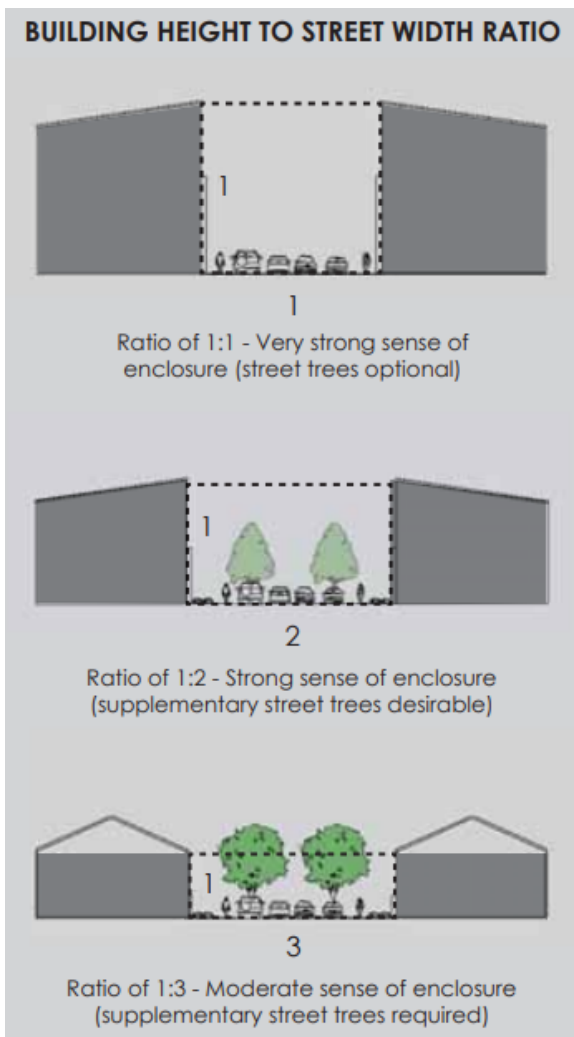 BUILDING HEIGHT TO STREET WIDTH RATIO
1
1
Ratio of 1:1 - Very strong sense of
enclosure (street trees optional)
1
2
Ratio of 1:2 - Strong sense of enclosure
(supplementary street trees desirable)
1
3
Ratio of 1:3 - Moderate sense of enclosure
(supplementary street trees required)